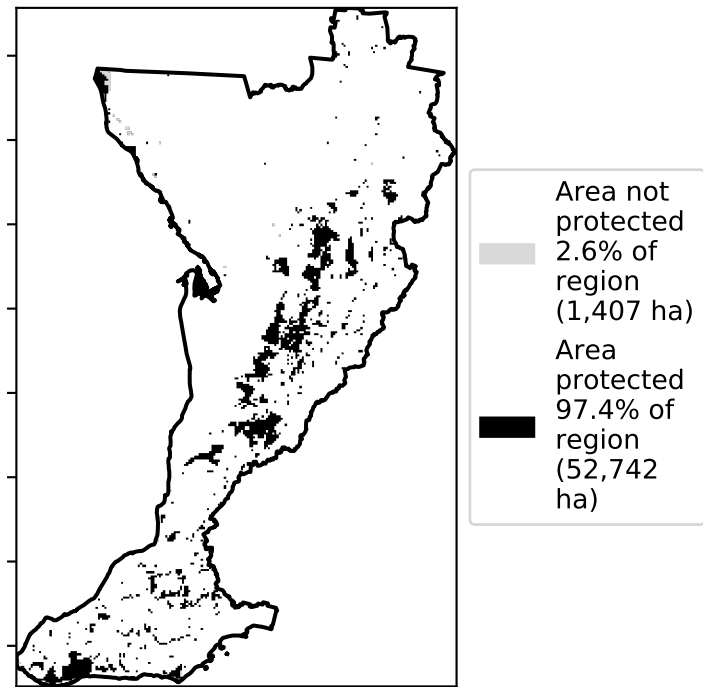 Area not
protected
2.6% of
region
(1,407 ha)
Area
protected
97.4% of
region
(52,742
ha)